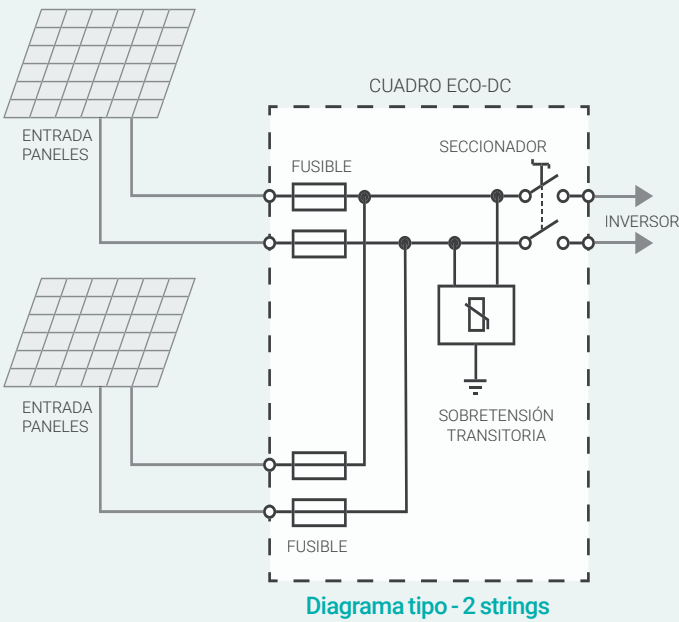 CUADRO ECO-DC
ENTRADA
PANELES
FUSIBLE
SECCIONADOR
INVERSOR
ENTRADA
PANELES
SOBRETENSIÓN
TRANSITORIA
FUSIBLE
Diagrama tipo - 2 strings